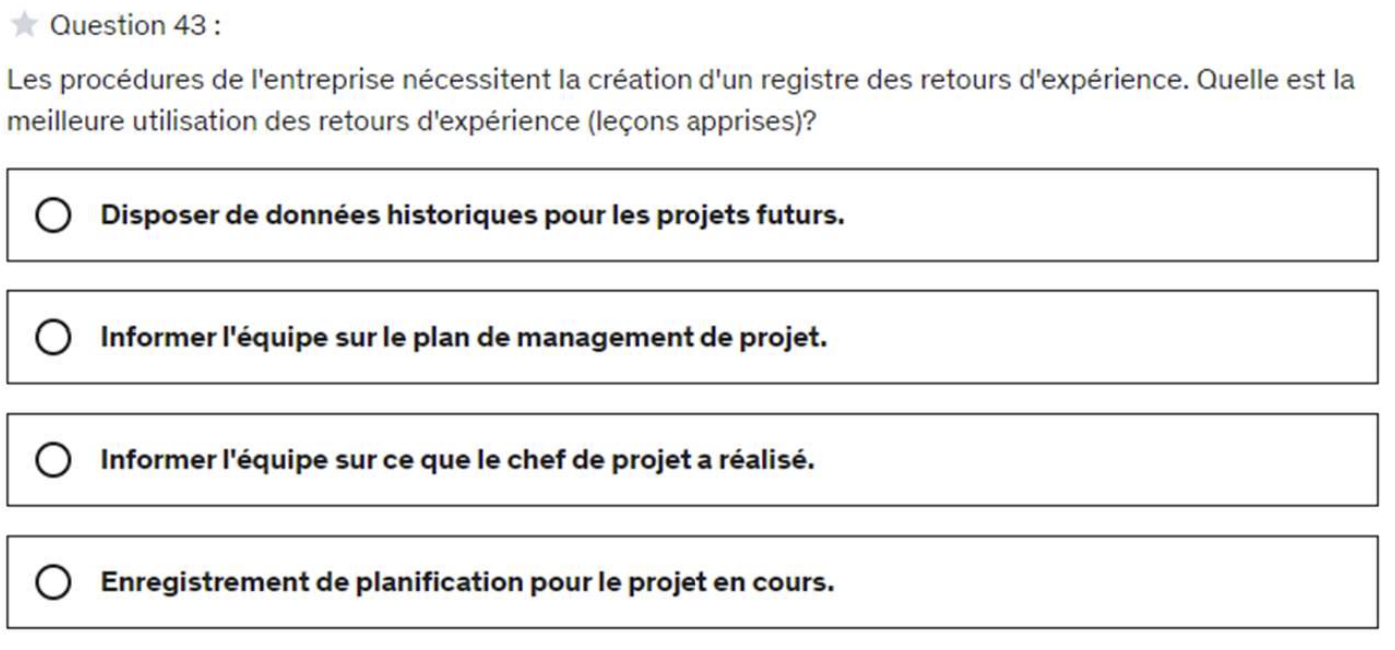 Question 43 :
Les procédures de l'entreprise nécessitent la création d'un registre des retours d'expérience. Quelle est la
meilleure utilisation des retours d'expérience (leçons apprises)?
Disposer de données historiques pour les projets futurs.
Informer l'équipe sur le plan de management de projet.
Informer l'équipe sur ce que le chef de projet a réalisé.
Enregistrement de planification pour le projet en cours.